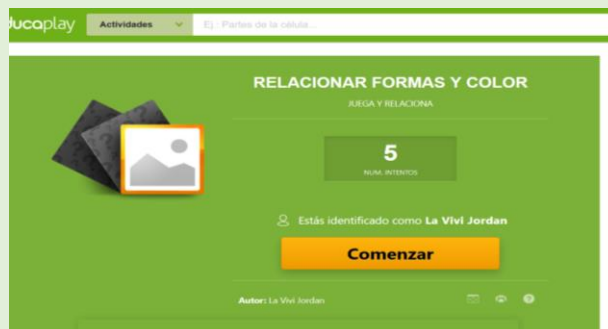 ducaplay Actividades Ej.: Partes de la célula...
RELACIONAR FORMAS Y COLOR
JUEGA Y RELACIONA
5
NUM. INTENTOS
Estás identificado como La Vivi Jordan
Comenzar
Autor: La Vivi Jordan